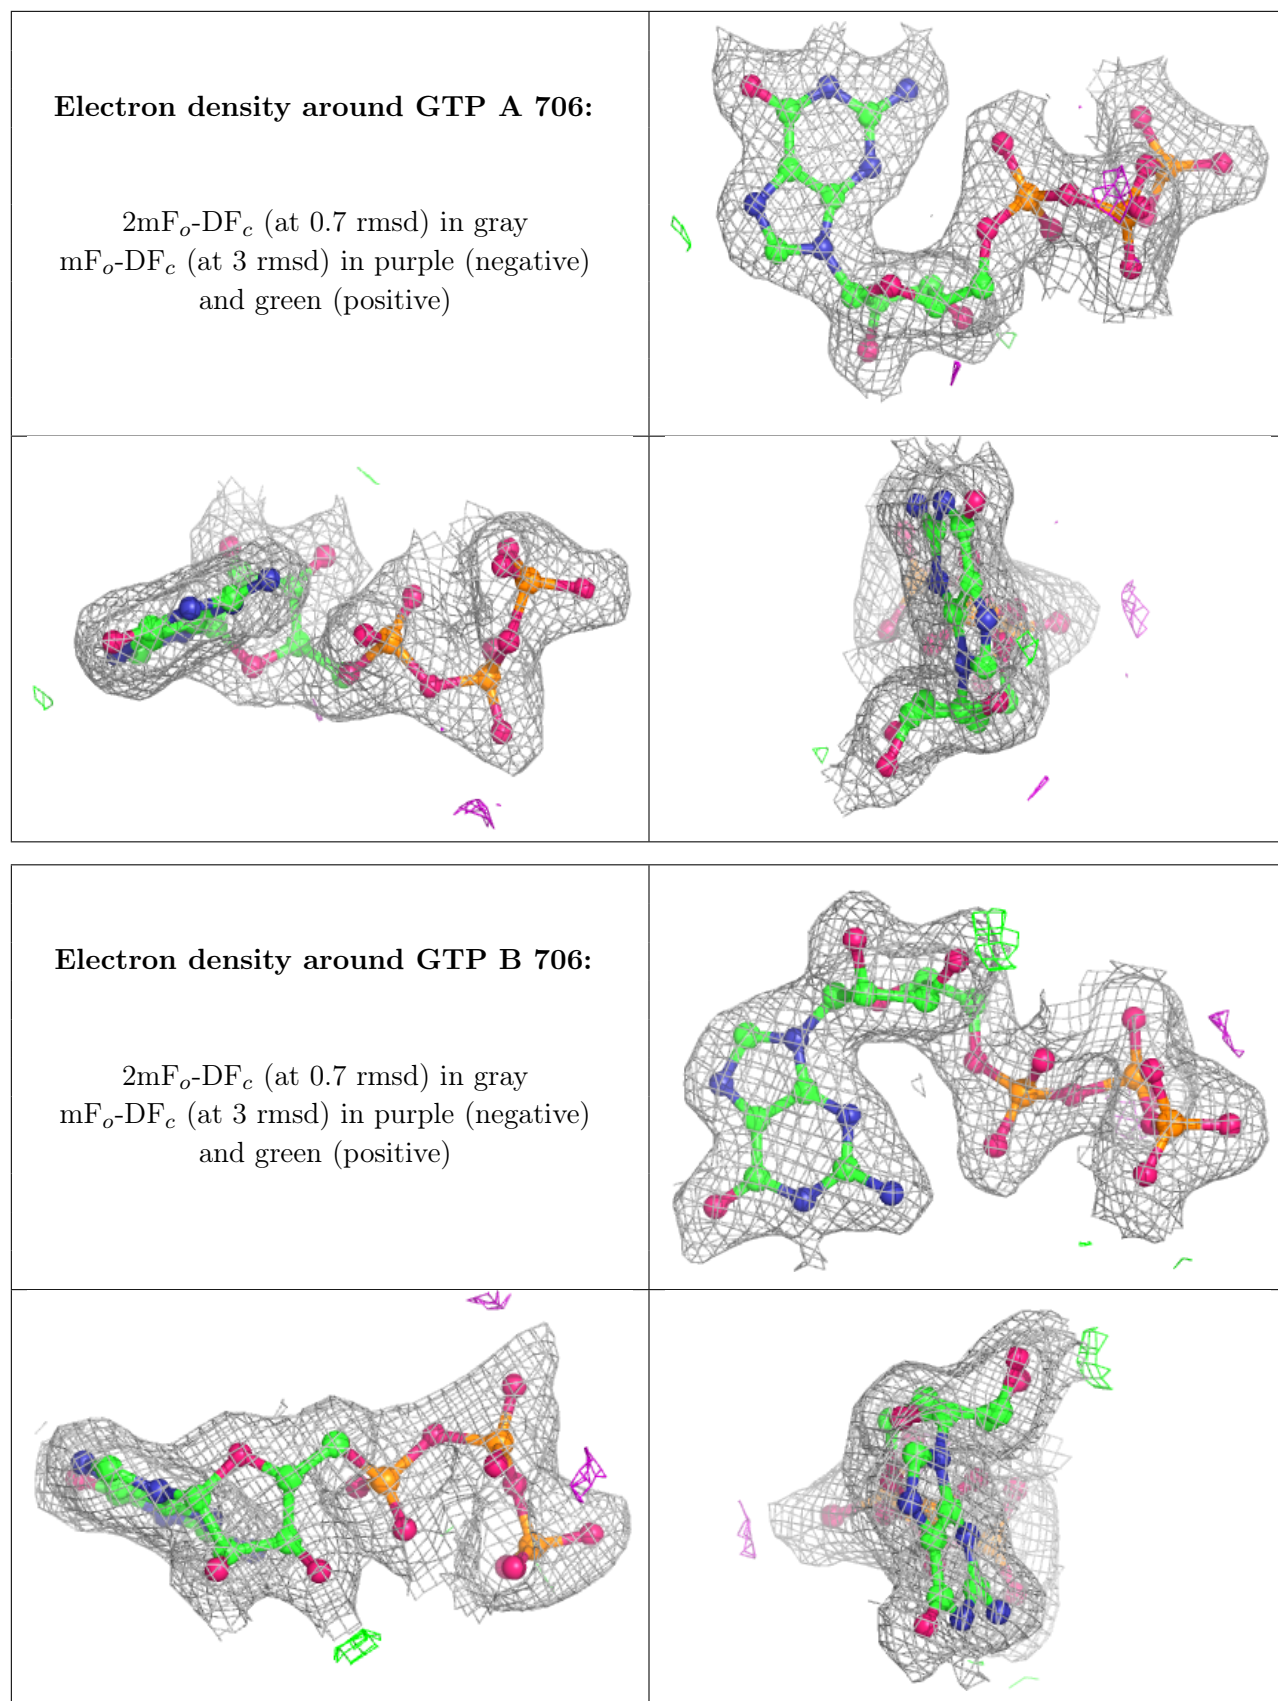 Electron density around GTP A 706:
2mFo-DFc (at 0.7 rmsd) in gray
mFo-DFc (at 3 rmsd) in purple (negative)
and green (positive)
Electron density around GTP B 706:
2mFo-DFc (at 0.7 rmsd) in gray
mFo-DFc (at 3 rmsd) in purple (negative)
and green (positive)